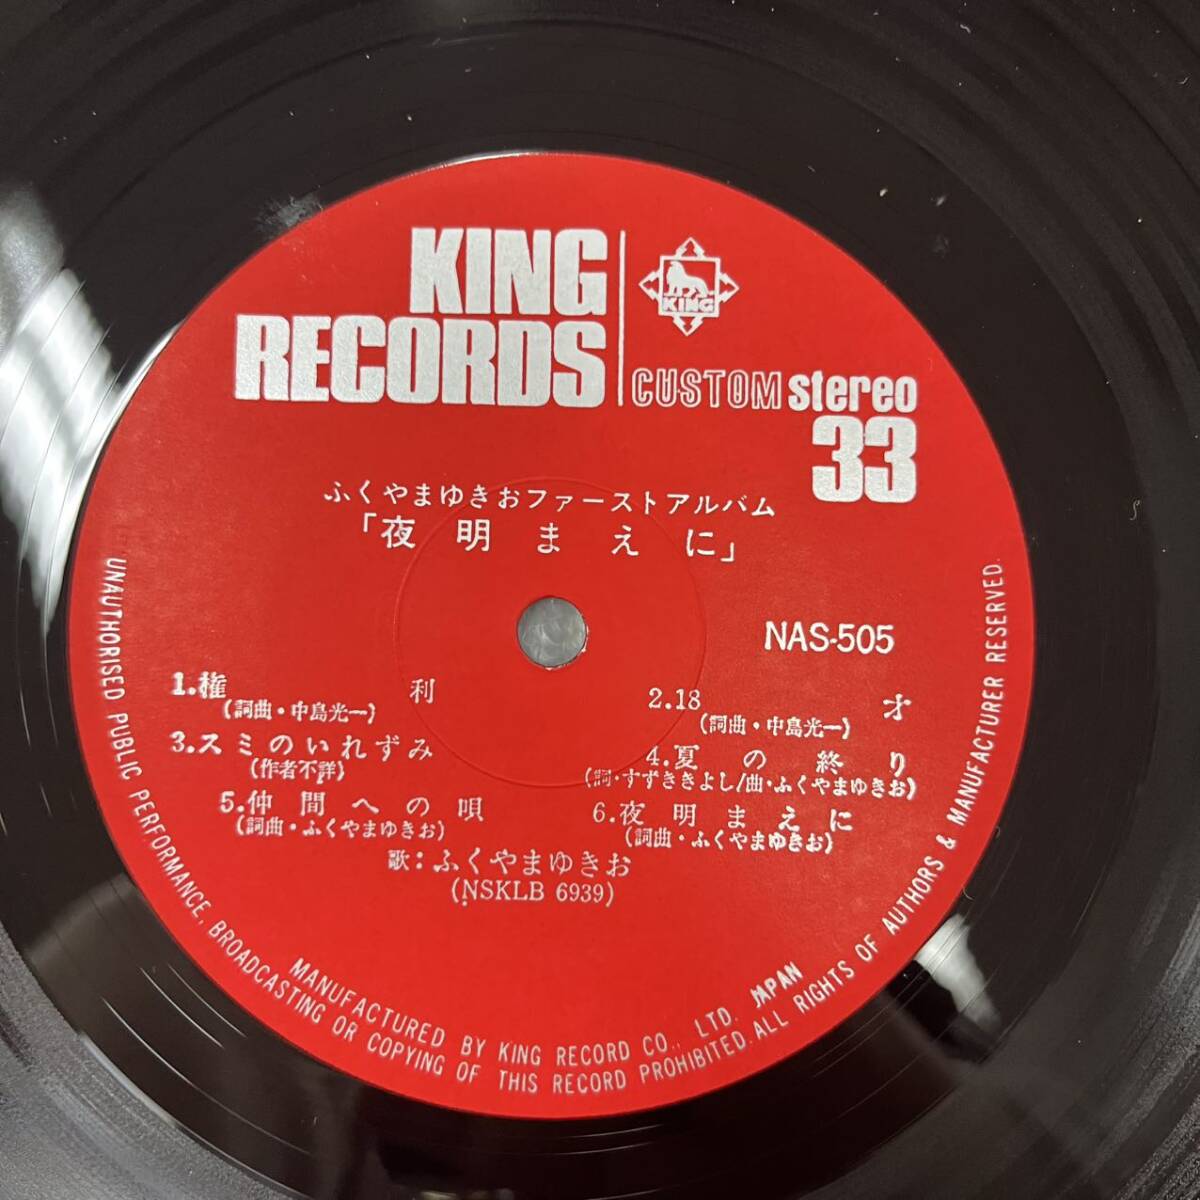 KING
RECORDS
KING
CUSTOM stereo
33
ふくやまゆきおファーストアルバム
「夜明まえに」
NAS-505
1.権利
(詞曲・中島光一)
2.18才
(詞曲・中島光一)
3.スミのいれずみ
(作者不詳)
4.夏の終り
(詞・すずききよし/曲・ふくやまゆきお)
5.仲間への唄
(詞曲・ふくやまゆきお)
6.夜明まえに
(詞曲・ふくやまゆきお)
歌:ふくやまゆきお
(NSKLB 6939)
MANUFACTURED BY KING RECORD CO., LTD. JAPAN
UNAUTHORISED PUBLIC PERFORMANCE, BROADCASTING OR COPYING OF THIS RECORD PROHIBITED. ALL RIGHTS OF AUTHORS & MANUFACTURER RESERVED.